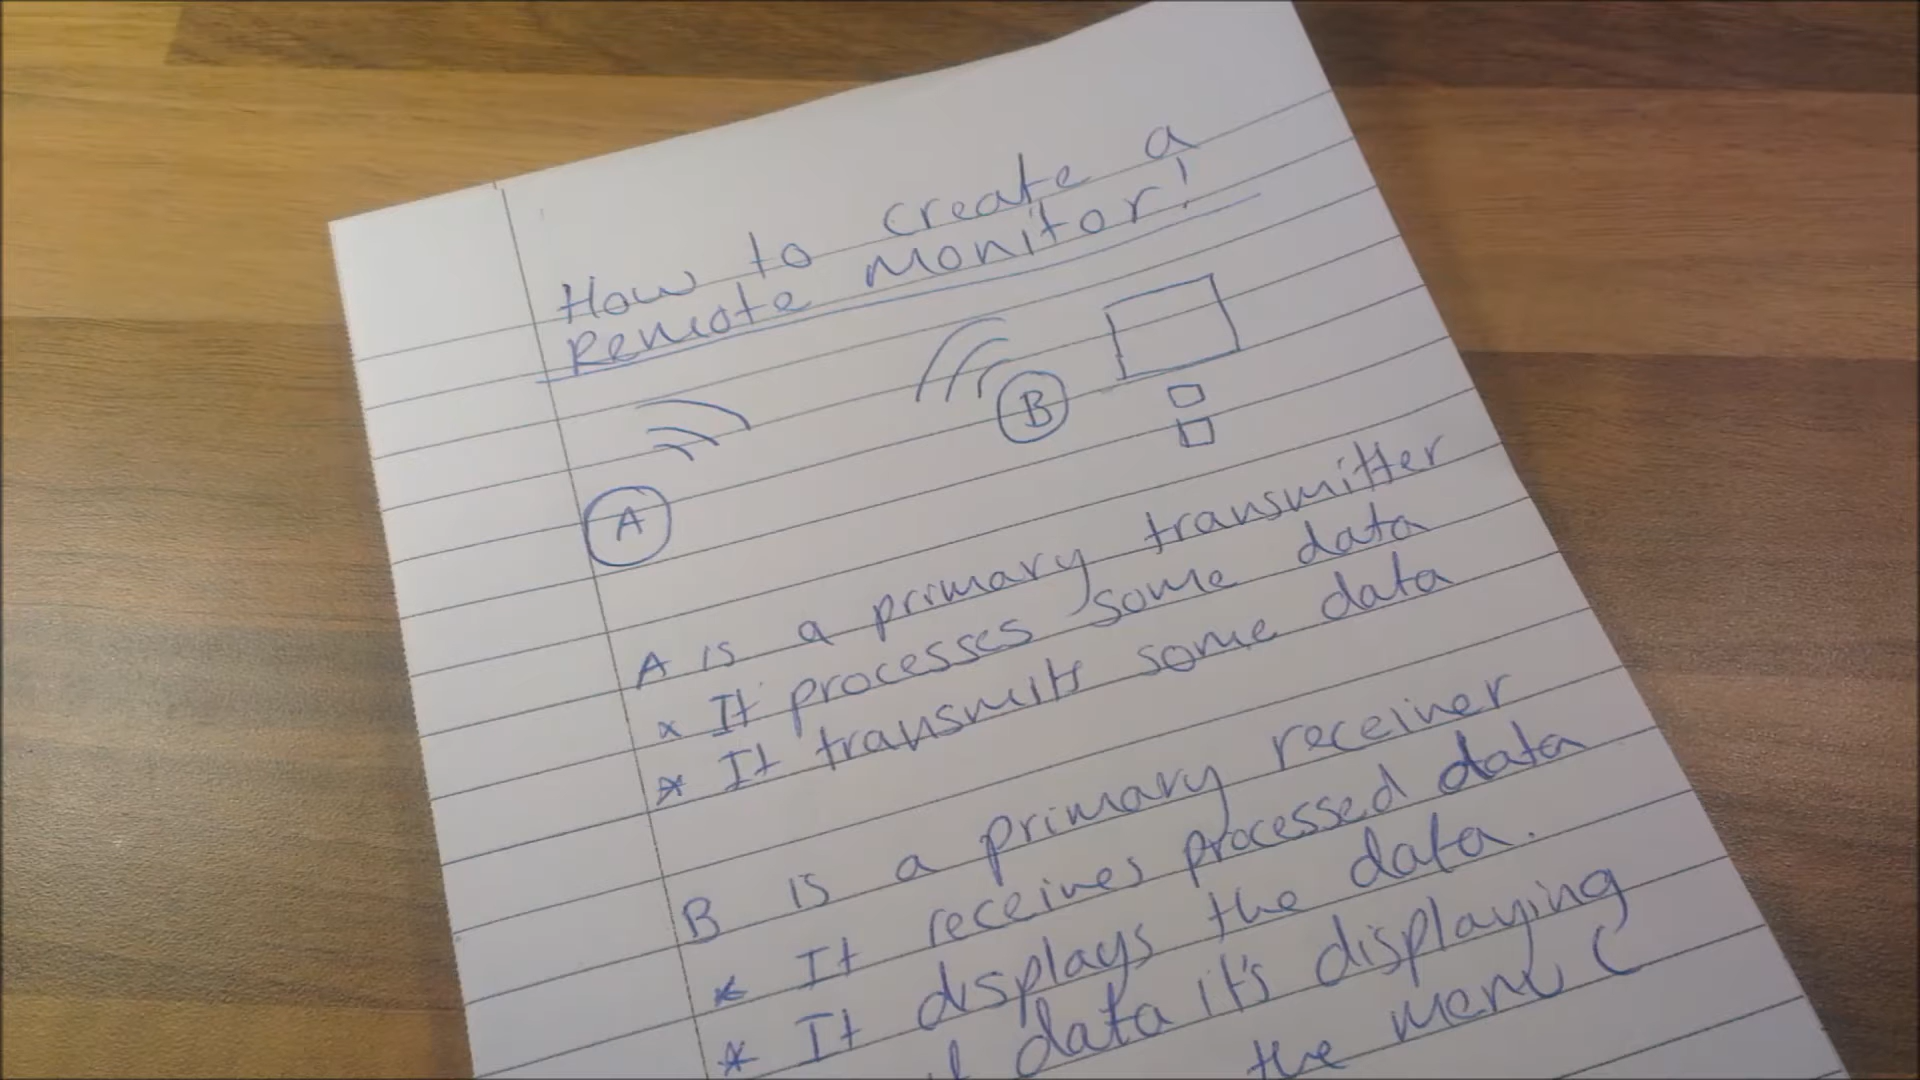 How to create a
Remote Monitor!
B
A
A is a primary transmitter
* It processes some data
* It transmits some data
B is a primary receiver
* It receives processed data
* It displays the data.
data it's displaying
the menu (